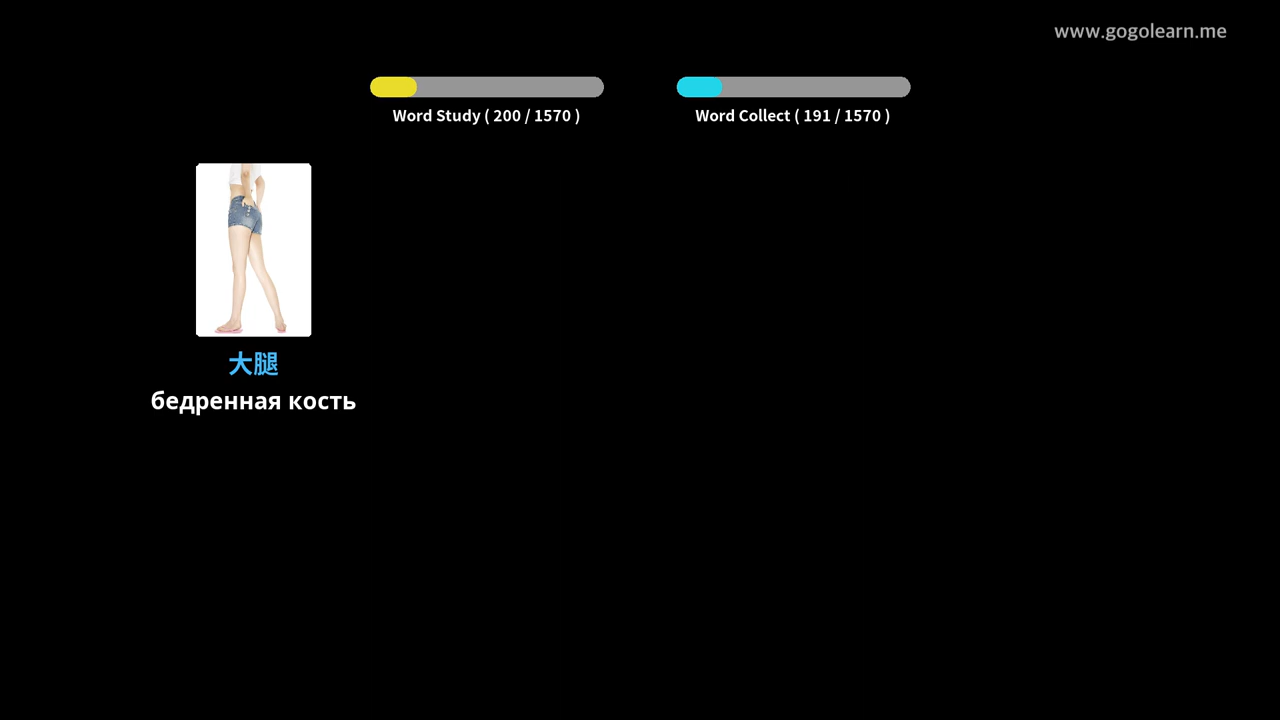 www.gogolearn.me
Word Study ( 200 / 1570 )
Word Collect ( 191 / 1570 )
大腿
бедренная кость